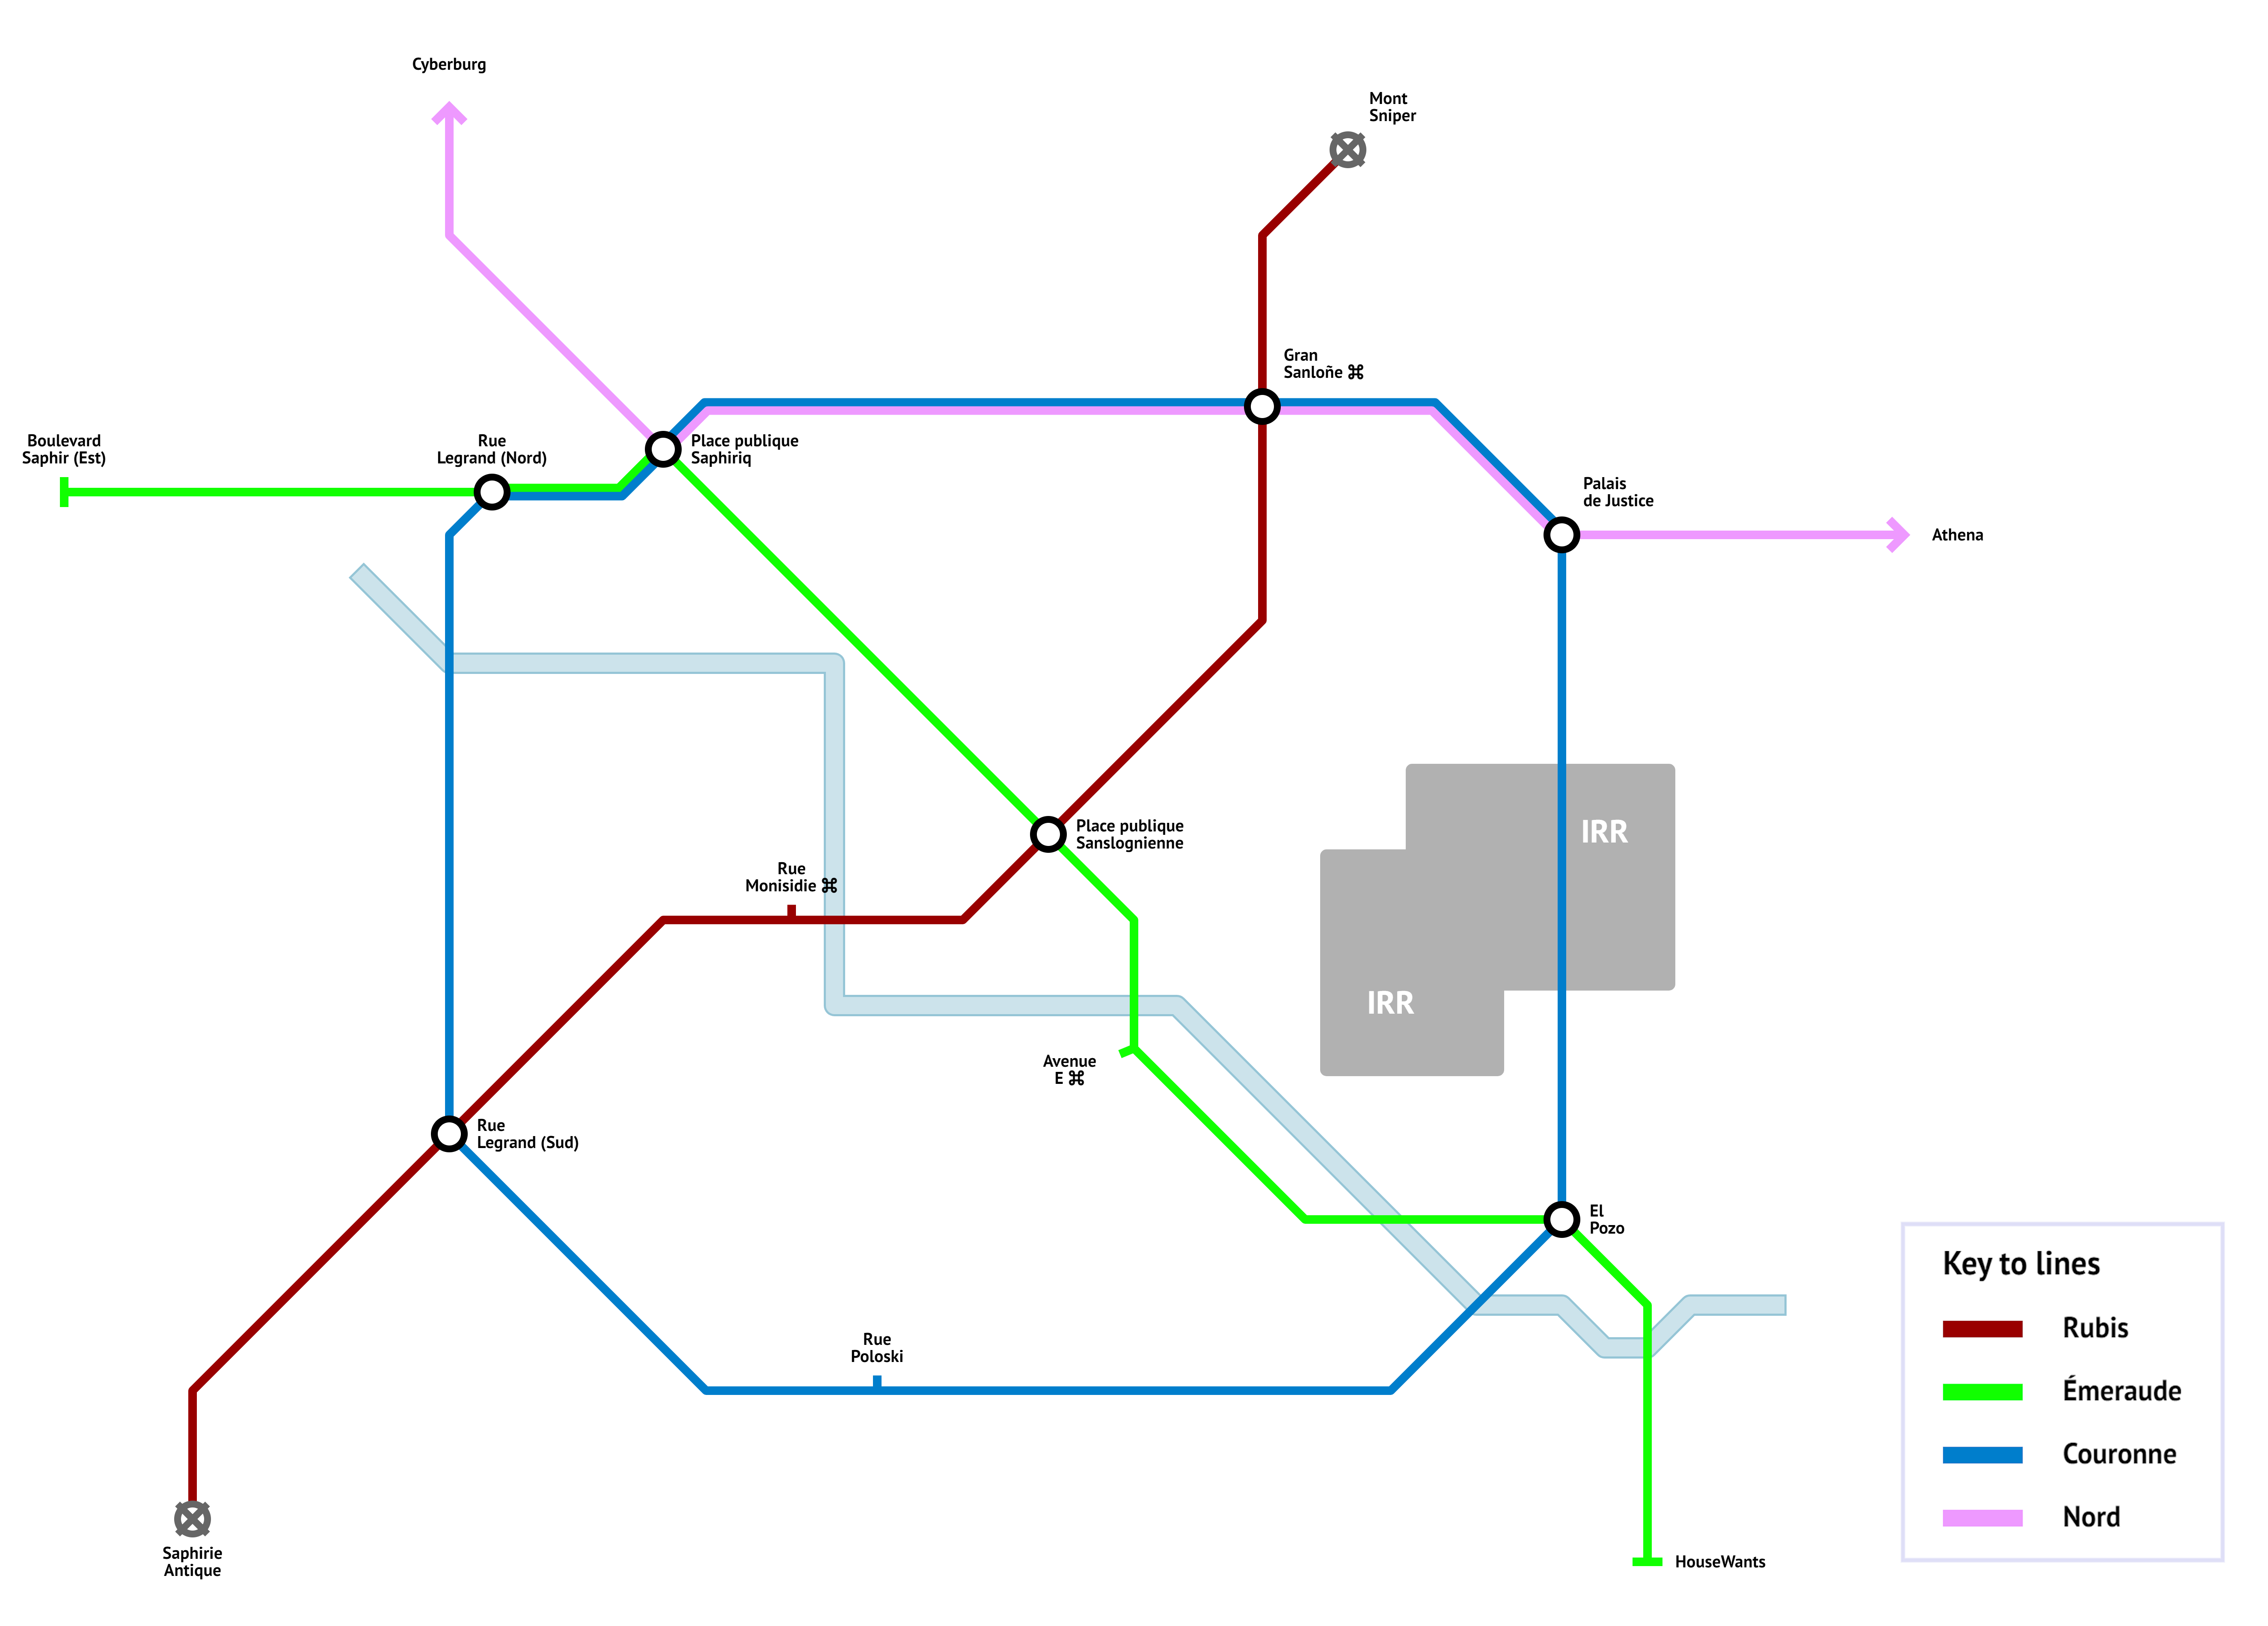 Cyberburg
Mont
Sniper
Gran
Sanloñe ⌘
Boulevard
Saphir (Est)
Rue
Legrand (Nord)
Place publique
Saphiriq
Palais
de Justice
Athena
Place publique
Sanslognienne
IRR
Rue
Monisidie ⌘
IRR
Avenue
E ⌘
Rue
Legrand (Sud)
El
Pozo
Rue
Poloski
Saphirie
Antique
HouseWants
Key to lines
Rubis
Émeraude
Couronne
Nord